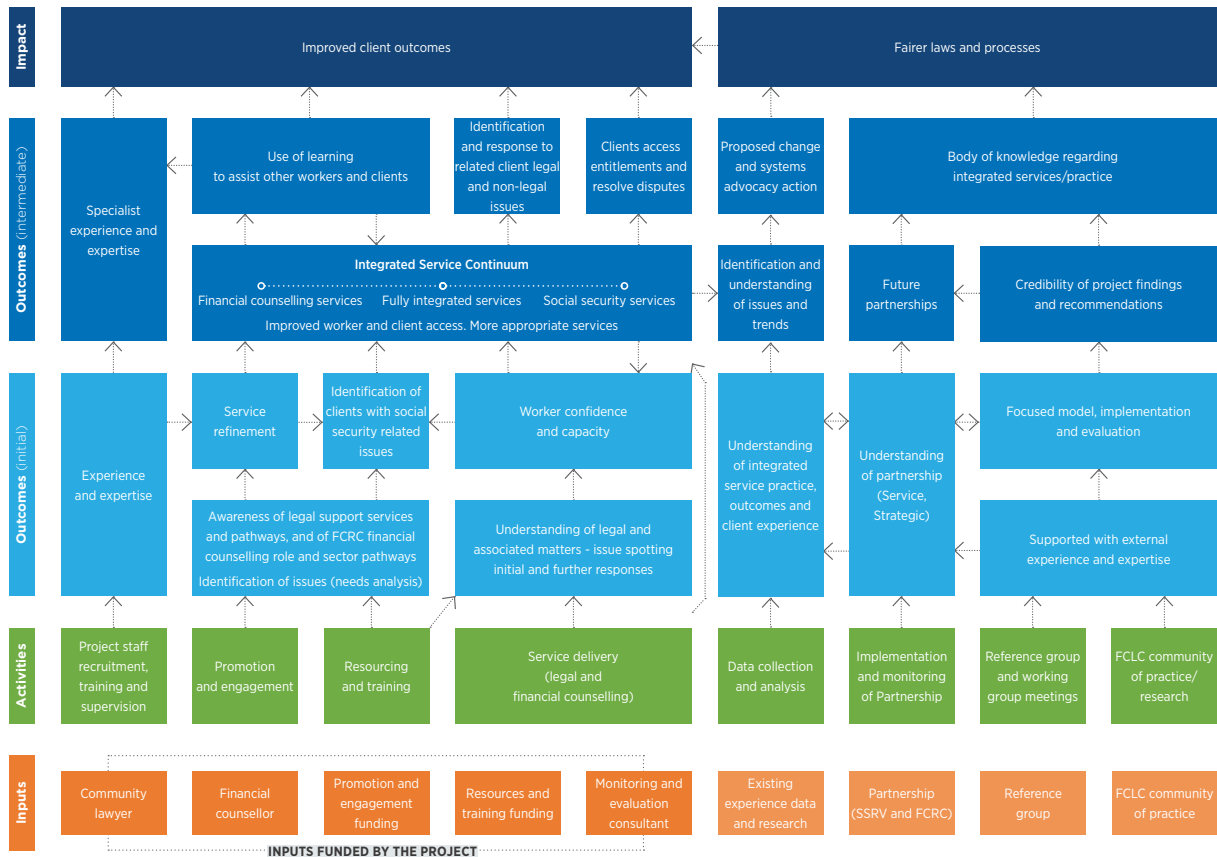 Impact
Improved client outcomes
Fairer laws and processes
Outcomes (intermediate)
Specialist
experience and
expertise
Use of learning
to assist other workers and clients
Identification
and response to
related client legal
and non-legal
issues
Clients access
entitlements and
resolve disputes
Proposed change
and systems
advocacy action
Body of knowledge regarding
integrated services/practice
Integrated Service Continuum
Financial counselling services
Fully integrated services
Social security services
Improved worker and client access. More appropriate services
Identification and
understanding
of issues and
trends
Future
partnerships
Credibility of project findings
and recommendations
Outcomes (initial)
Experience
and expertise
Service
refinement
Identification of
clients with social
security related
issues
Worker confidence
and capacity
Understanding
of integrated
service practice,
outcomes and
client experience
Understanding
of partnership
(Service,
Strategic)
Focused model, implementation
and evaluation
Awareness of legal support services
and pathways, and of FCRC financial
counselling role and sector pathways
Identification of issues (needs analysis)
Understanding of legal and
associated matters - issue spotting
initial and further responses
Supported with external
experience and expertise
Activities
Project staff
recruitment,
training and
supervision
Promotion
and engagement
Resourcing
and training
Service delivery
(legal and
financial counselling)
Data collection
and analysis
Implementation
and monitoring
of Partnership
Reference group
and working
group meetings
FCLC community
of practice/
research
Inputs
Community
lawyer
Financial
counsellor
Promotion and
engagement
funding
Resources and
training funding
Monitoring and
evaluation
consultant
Existing
experience data
and research
Partnership
(SSRV and FCRC)
Reference
group
FCLC community
of practice
INPUTS FUNDED BY THE PROJECT